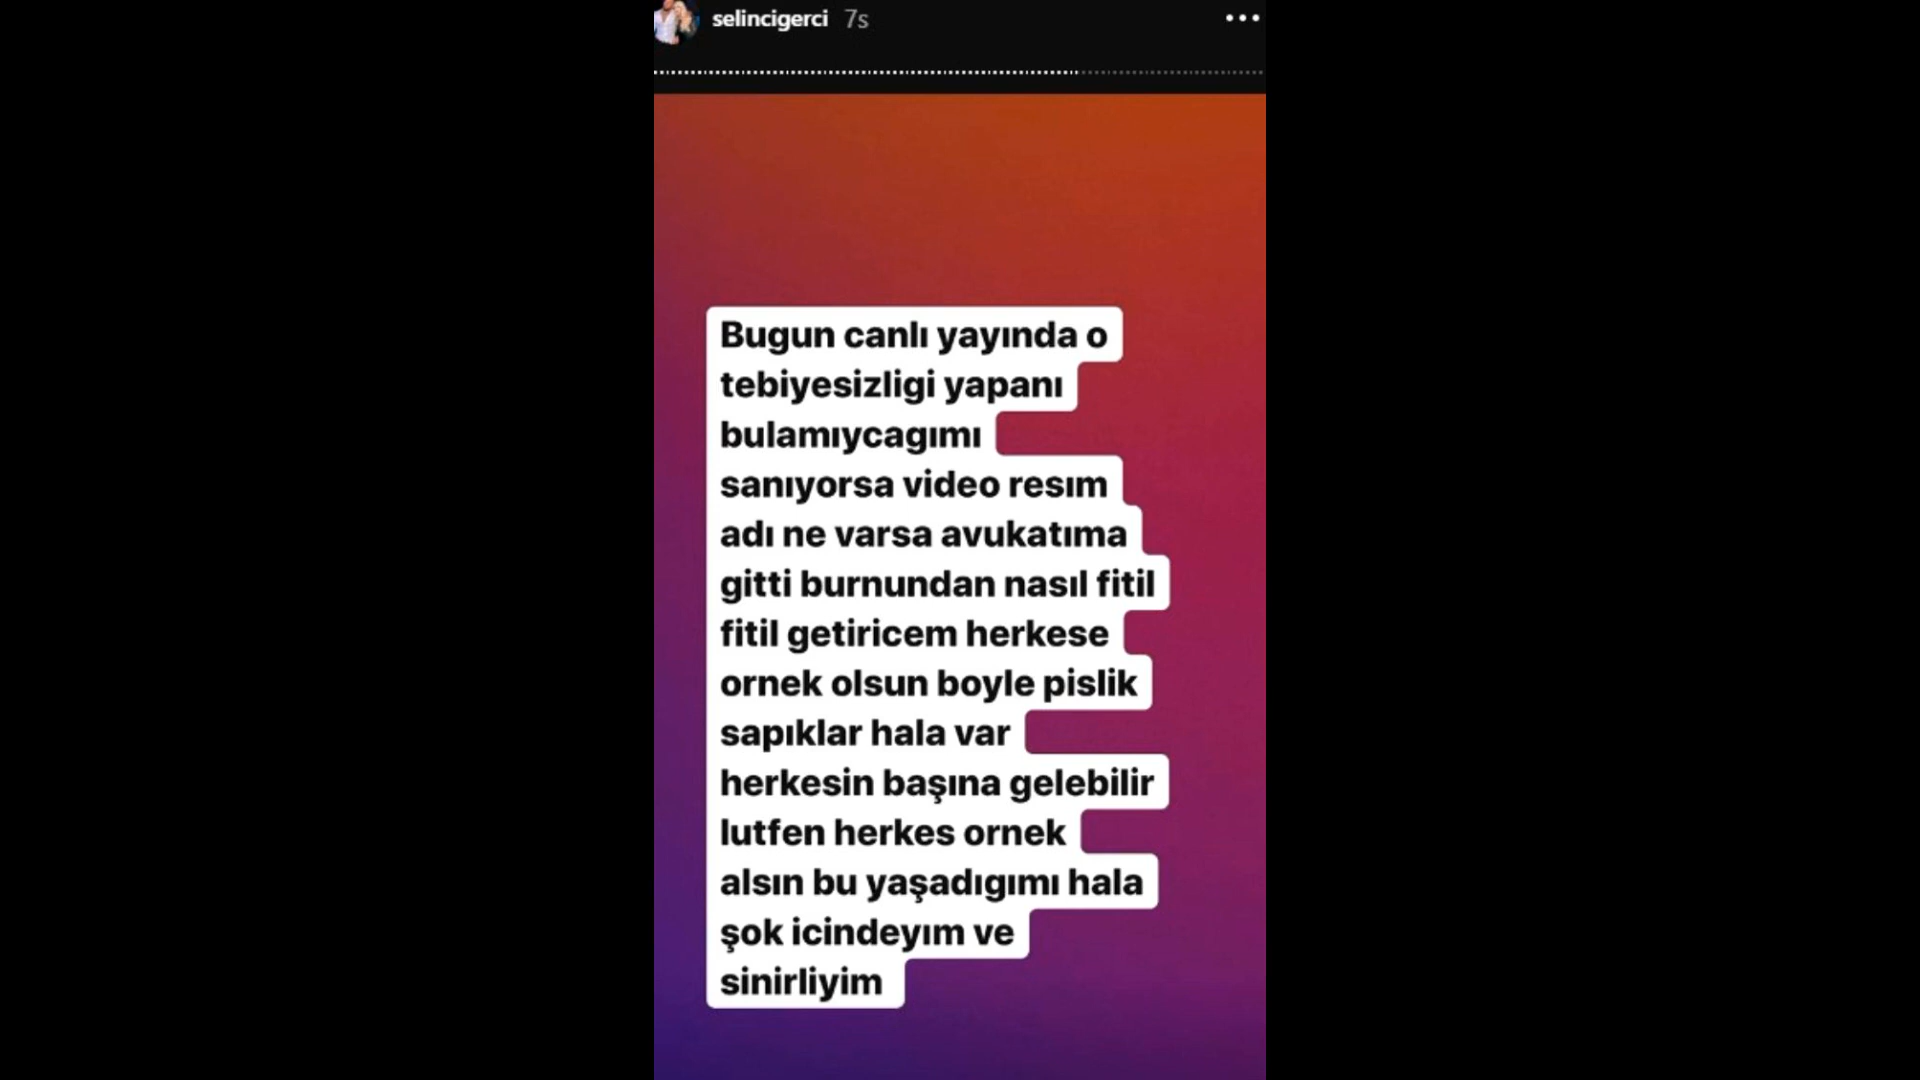 selincigerci 7s
Bugun canlı yayında o
tebiyesizligi yapanı
bulamıycagımı
sanıyorsa video resım
adı ne varsa avukatıma
gitti burnundan nasıl fitil
fitil getiricem herkese
ornek olsun boyle pislik
sapıklar hala var
herkesin başına gelebilir
lutfen herkes ornek
alsın bu yaşadıgımı hala
şok icindeyım ve
sinirliyim